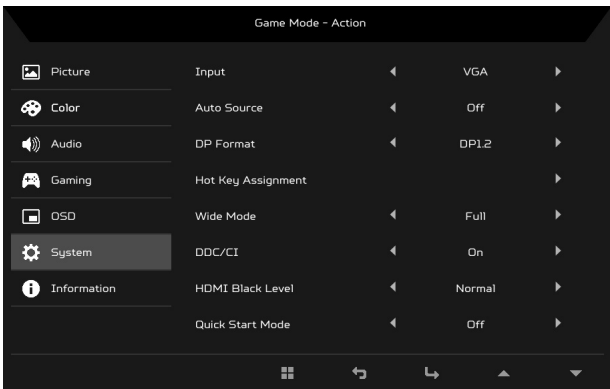 Game Mode - Action
Picture
Input VGA
Color
Auto Source Off
Audio
DP Format DP1.2
Gaming
Hot Key Assignment
OSD
Wide Mode Full
System
DDC/CI On
Information
HDMI Black Level Normal
Quick Start Mode Off